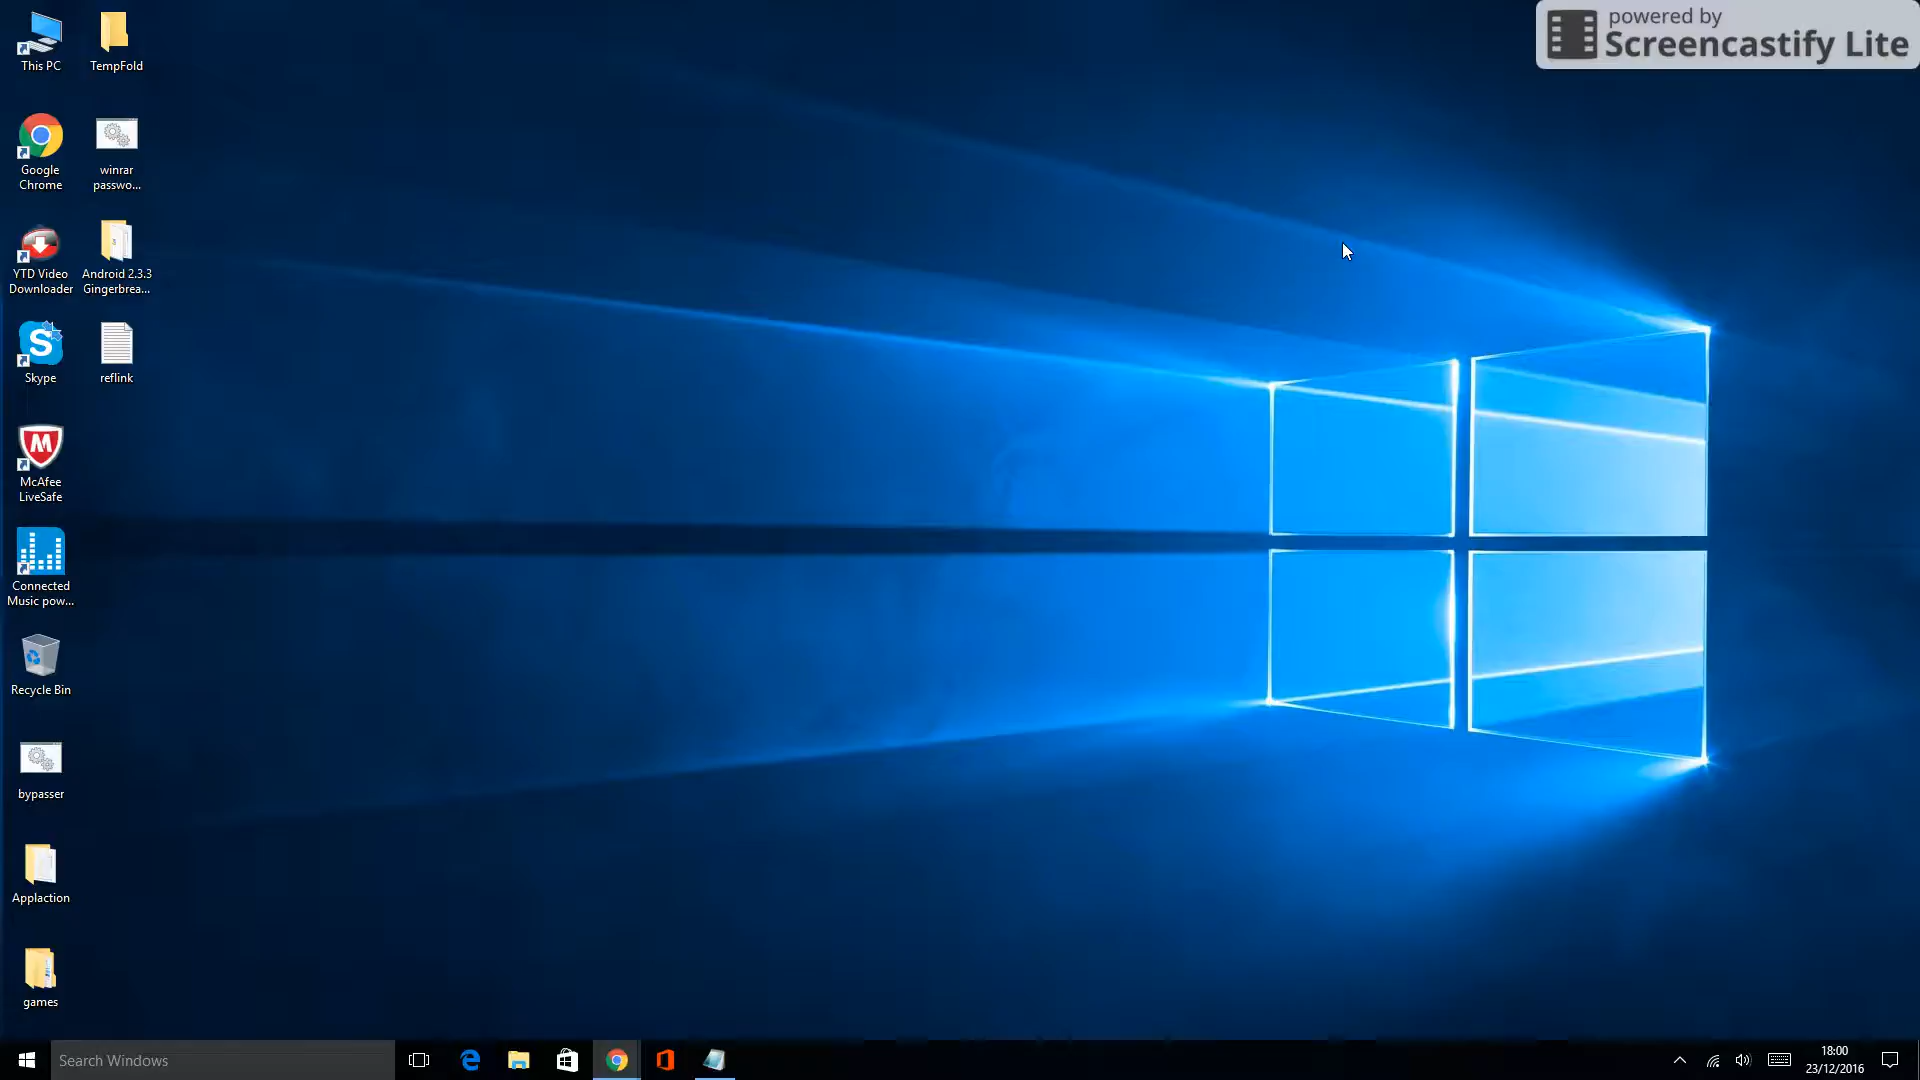 powered by
Screencastify Lite
This PC
TempFold
Google
Chrome
winrar
passwo...
YTD Video
Downloader
Android 2.3.3
Gingerbrea...
Skype
reflink
McAfee
LiveSafe
Connected
Music pow...
Recycle Bin
bypasser
Applaction
games
Search Windows
18:00
23/12/2016